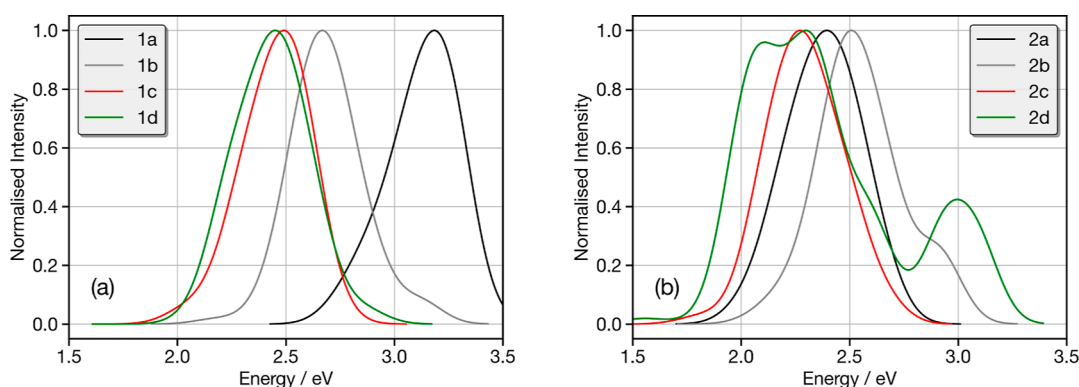 1.0
0.8
0.6
0.4
0.2
0.0
Normalised Intensity
1a
1b
1c
1d
(a)
1.5 2.0 2.5 3.0 3.5
Energy / eV
1.0
0.8
0.6
0.4
0.2
0.0
Normalised Intensity
2a
2b
2c
2d
(b)
1.5 2.0 2.5 3.0 3.5
Energy / eV